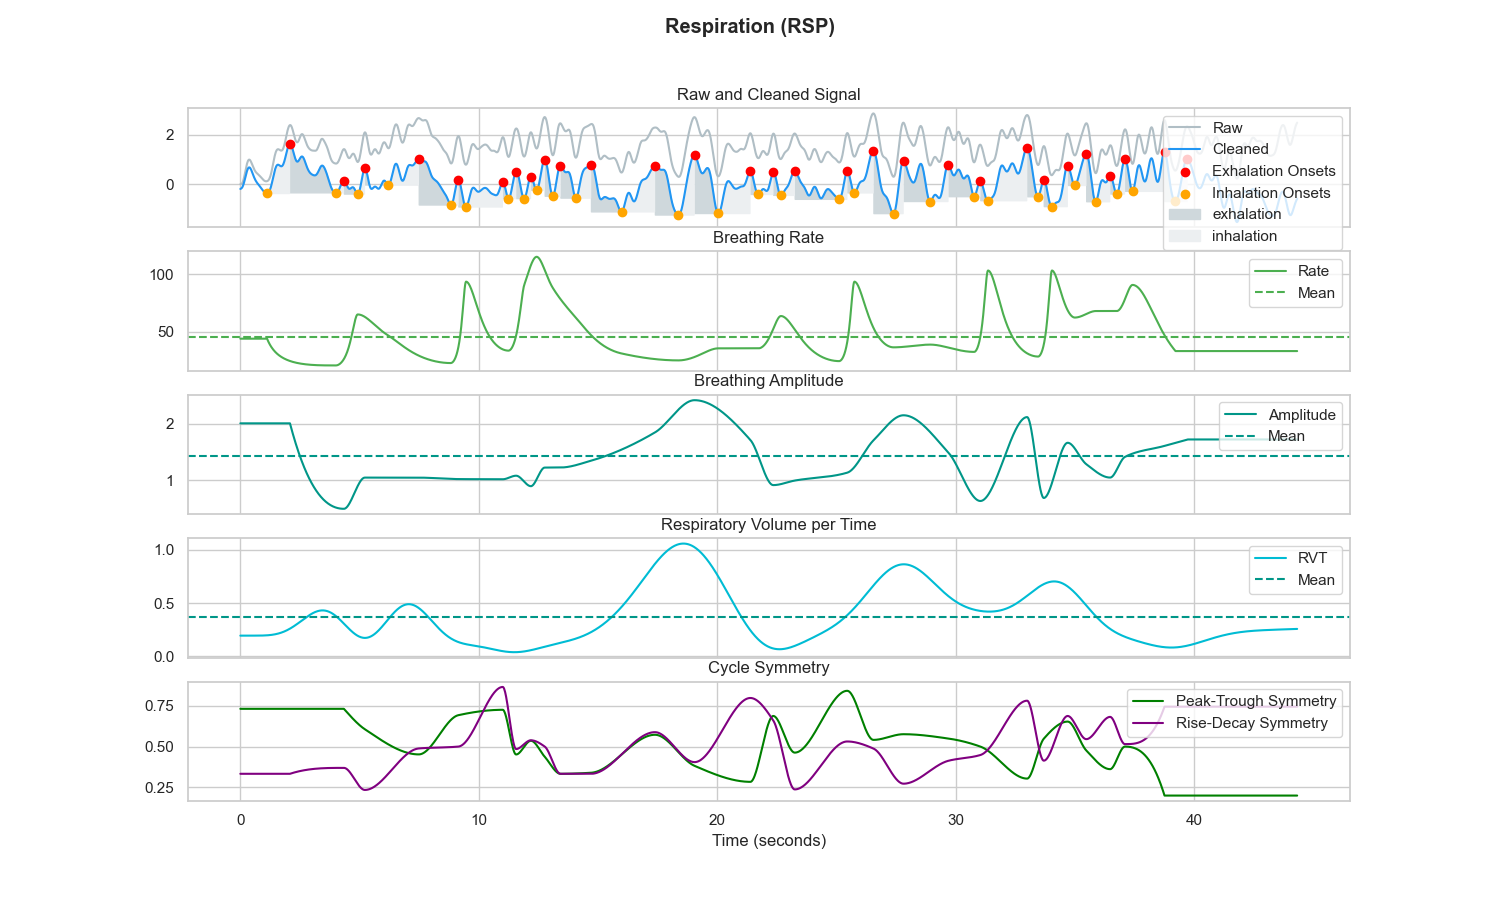 Respiration (RSP)
Raw and Cleaned Signal
2
0
Raw
Cleaned
Exhalation Onsets
Inhalation Onsets
exhalation
inhalation
Breathing Rate
100
50
Rate
Mean
Breathing Amplitude
2
1
Amplitude
Mean
Respiratory Volume per Time
1.0
0.5
0.0
RVT
Mean
Cycle Symmetry
0.75
0.50
0.25
Peak-Trough Symmetry
Rise-Decay Symmetry
0 10 20 30 40
Time (seconds)